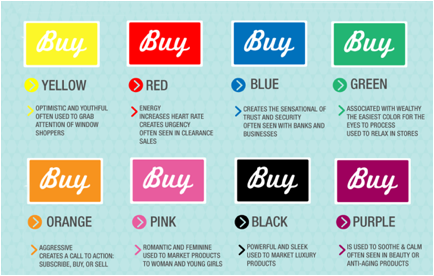 Buy Buy Buy Buy
YELLOW RED BLUE GREEN
OPTIMISTIC AND YOUTHFUL
OFTEN USED TO GRAB
ATTENTION OF WINDOW
SHOPPERS
ENERGY
INCREASES HEART RATE
CREATES URGENCY
OFTEN SEEN IN CLEARANCE
SALES
CREATES THE SENSATIONAL OF
TRUST AND SECURITY
OFTEN SEEN WITH BANKS AND
BUSINESSES
ASSOCIATED WITH WEALTHY
THE EASIEST COLOR FOR THE
EYES TO PROCESS
USED TO RELAX IN STORES
Buy Buy Buy Buy
ORANGE PINK BLACK PURPLE
AGGRESSIVE
CREATES A CALL TO ACTION:
SUBSCRIBE, BUY, OR SELL
ROMANTIC AND FEMININE
USED TO MARKET PRODUCTS
TO WOMAN AND YOUNG GIRLS
POWERFUL AND SLEEK
USED TO MARKET LUXURY
PRODUCTS
IS USED TO SOOTHE & CALM
OFTEN SEEN IN BEAUTY OR
ANTI-AGING PRODUCTS